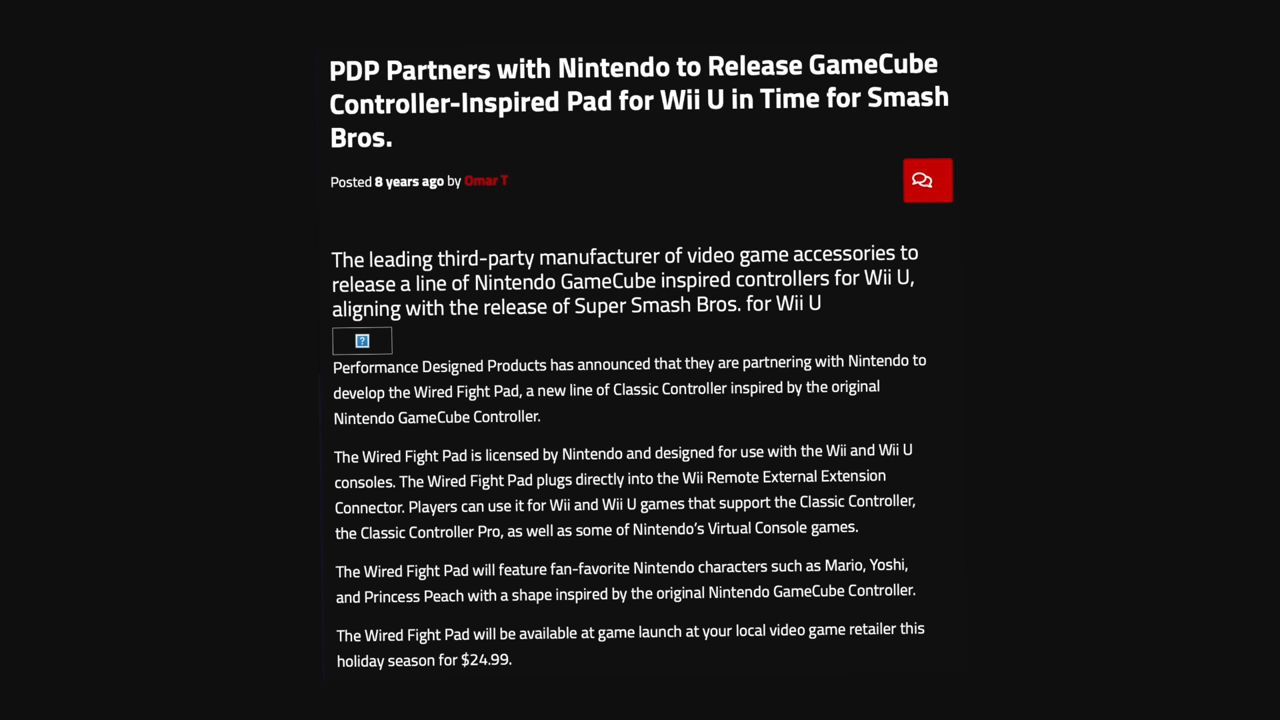 PDP Partners with Nintendo to Release GameCube
Controller-Inspired Pad for Wii U in Time for Smash
Bros.
Posted 8 years ago by Omar T
The leading third-party manufacturer of video game accessories to
release a line of Nintendo GameCube inspired controllers for Wii U,
aligning with the release of Super Smash Bros. for Wii U
Performance Designed Products has announced that they are partnering with Nintendo to
develop the Wired Fight Pad, a new line of Classic Controller inspired by the original
Nintendo GameCube Controller.
The Wired Fight Pad is licensed by Nintendo and designed for use with the Wii and Wii U
consoles. The Wired Fight Pad plugs directly into the Wii Remote External Extension
Connector. Players can use it for Wii and Wii U games that support the Classic Controller,
the Classic Controller Pro, as well as some of Nintendo’s Virtual Console games.
The Wired Fight Pad will feature fan-favorite Nintendo characters such as Mario, Yoshi,
and Princess Peach with a shape inspired by the original Nintendo GameCube Controller.
The Wired Fight Pad will be available at game launch at your local video game retailer this
holiday season for $24.99.